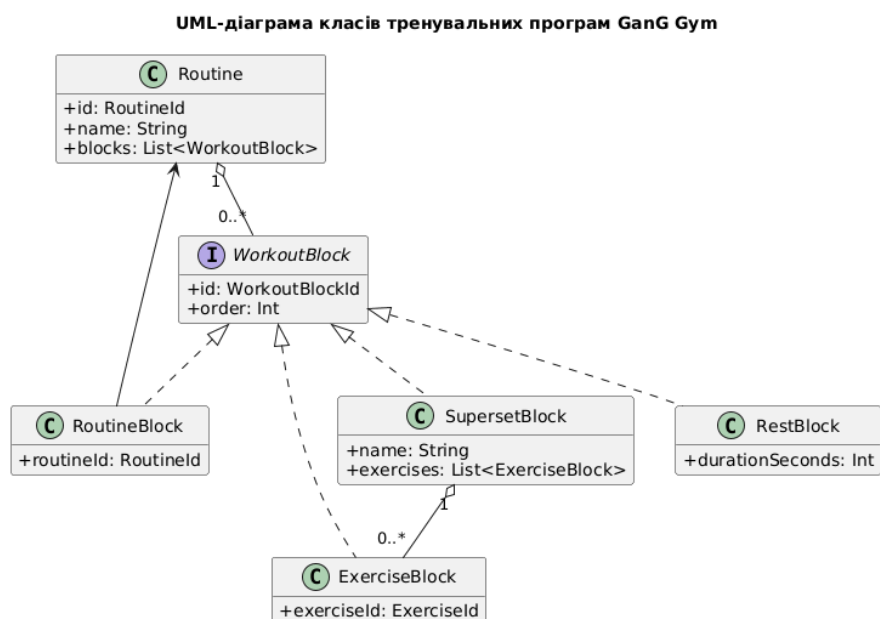 UML-діаграма класів тренувальних програм GanG Gym
C Routine
+id: RoutineId
+name: String
+blocks: List<WorkoutBlock>
1
0..*
I WorkoutBlock
+id: WorkoutBlockId
+order: Int
C RoutineBlock
+routineId: RoutineId
C SupersetBlock
+name: String
+exercises: List<ExerciseBlock>
C RestBlock
+durationSeconds: Int
1
0..*
C ExerciseBlock
+exerciseId: ExerciseId